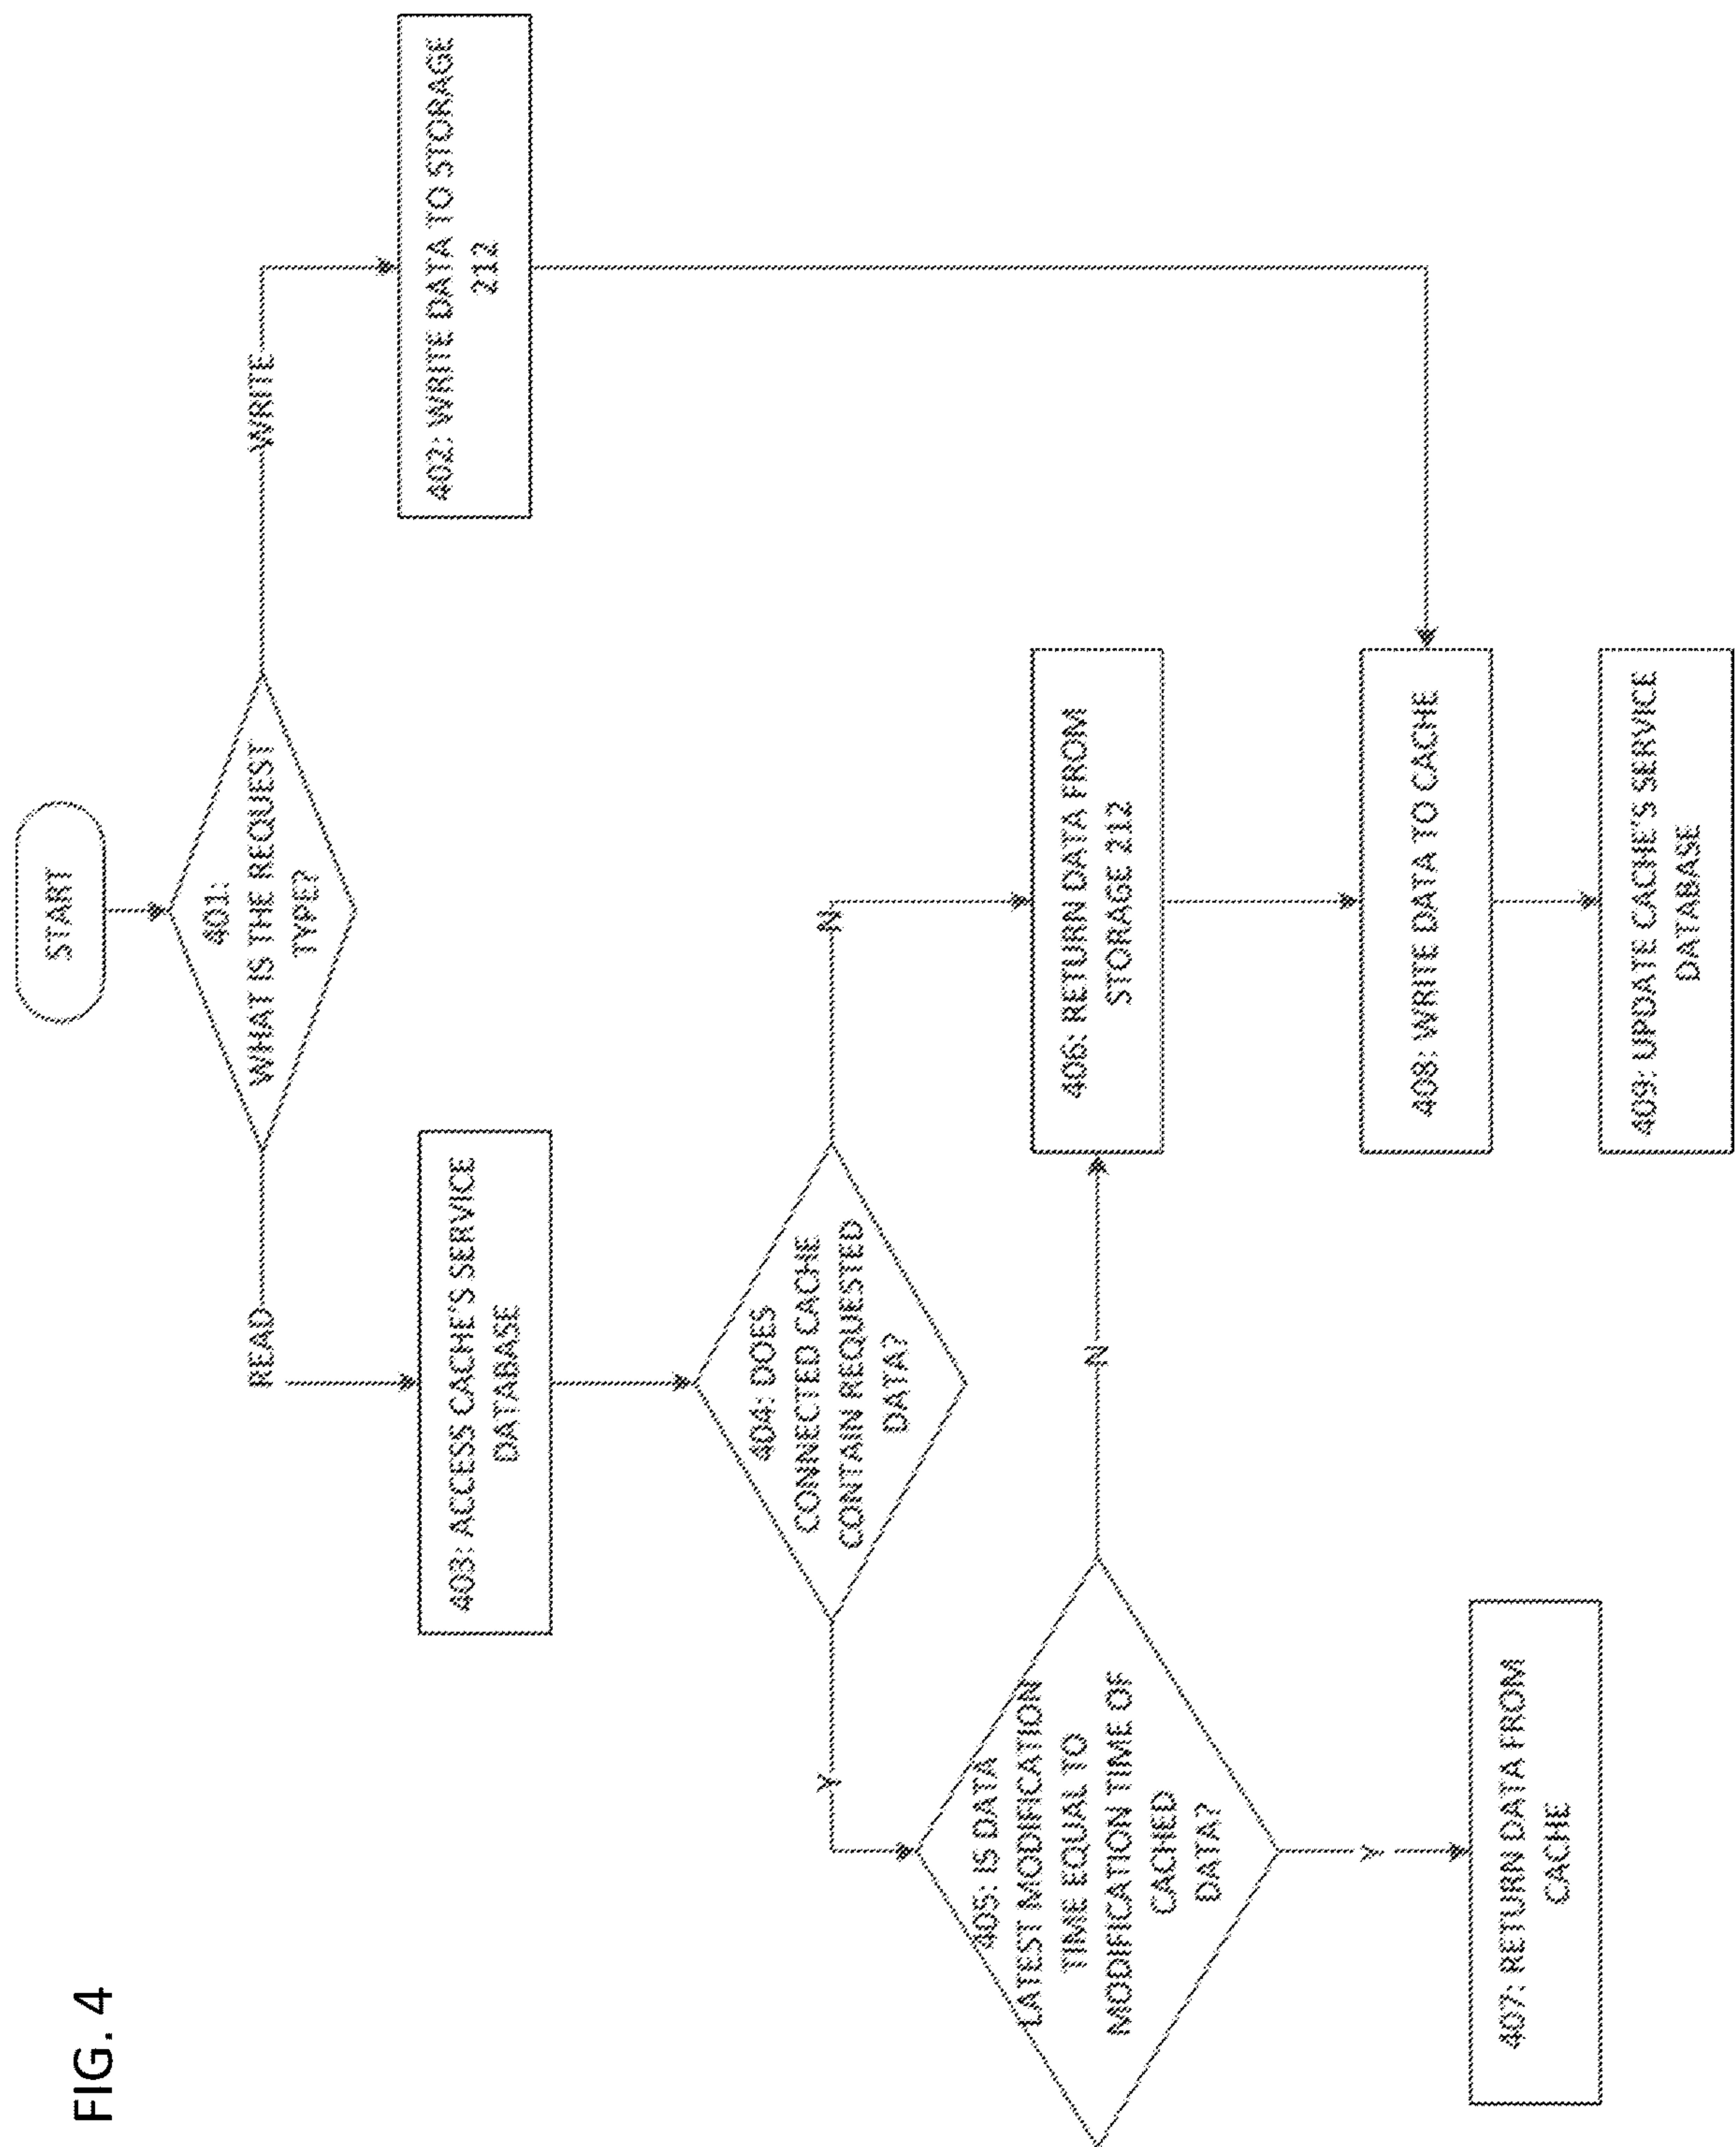 FIG. 4
START
401:
WHAT IS THE REQUEST
TYPE?
READ
WRITE
402: WRITE DATA TO STORAGE
212
403: ACCESS CACHE'S SERVICE
DATABASE
404: DOES
CONNECTED CACHE
CONTAIN REQUESTED
DATA?
Y
N
405: IS DATA
LATEST MODIFICATION
TIME EQUAL TO
MODIFICATION TIME OF
CACHED
DATA?
N
406: RETURN DATA FROM
STORAGE 212
Y
407: RETURN DATA FROM
CACHE
408: WRITE DATA TO CACHE
409: UPDATE CACHE'S SERVICE
DATABASE